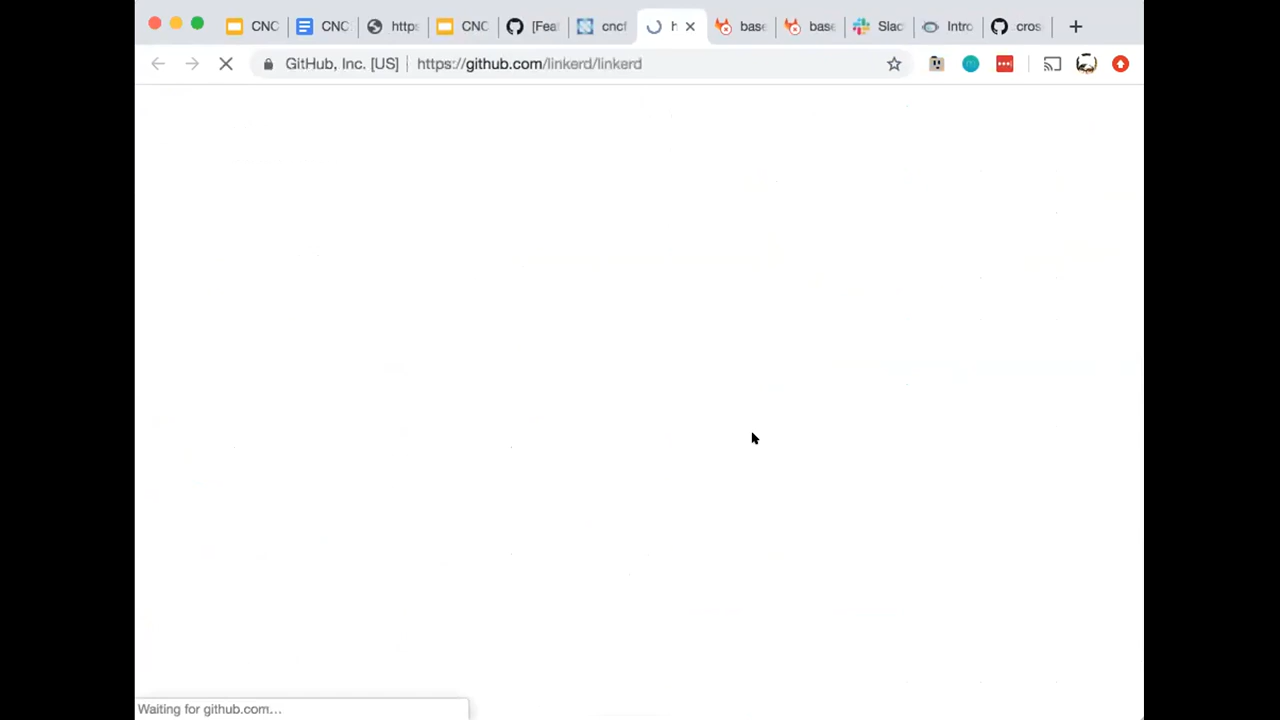 CNC CNC https CNC [Fea cncf h base base Slac Intro cros
GitHub, Inc. [US] https://github.com/linkerd/linkerd
Waiting for github.com...